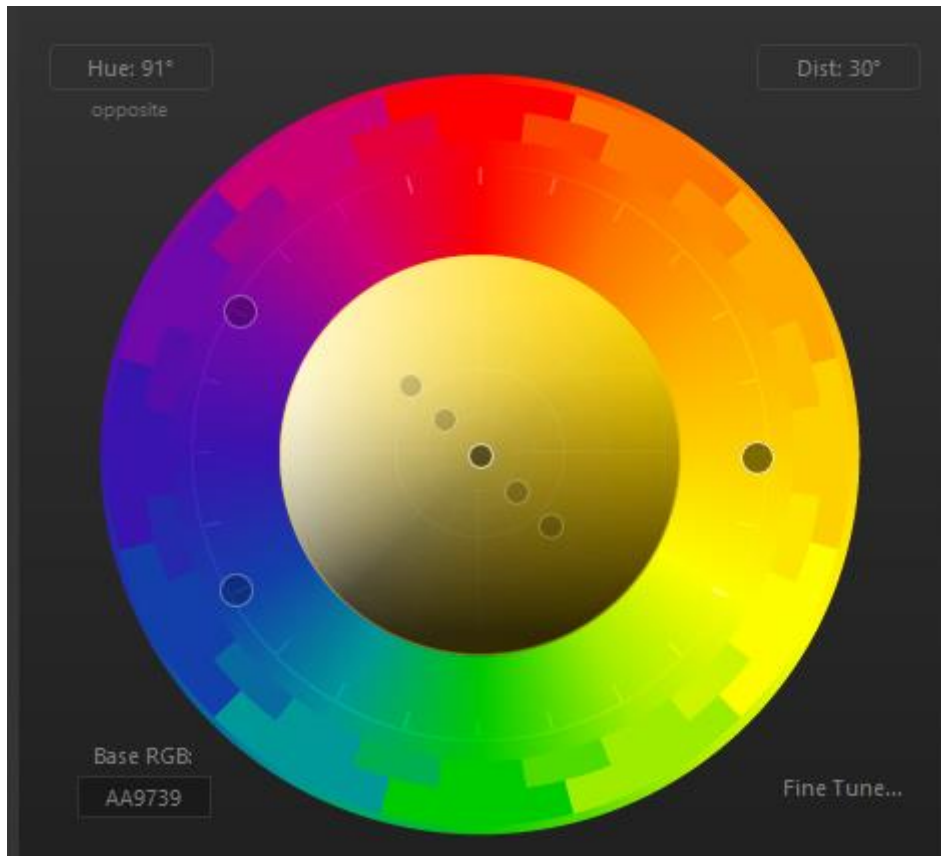 Hue: 91°
Dist: 30°
opposite
Base RGB:
AA9739
Fine Tune...